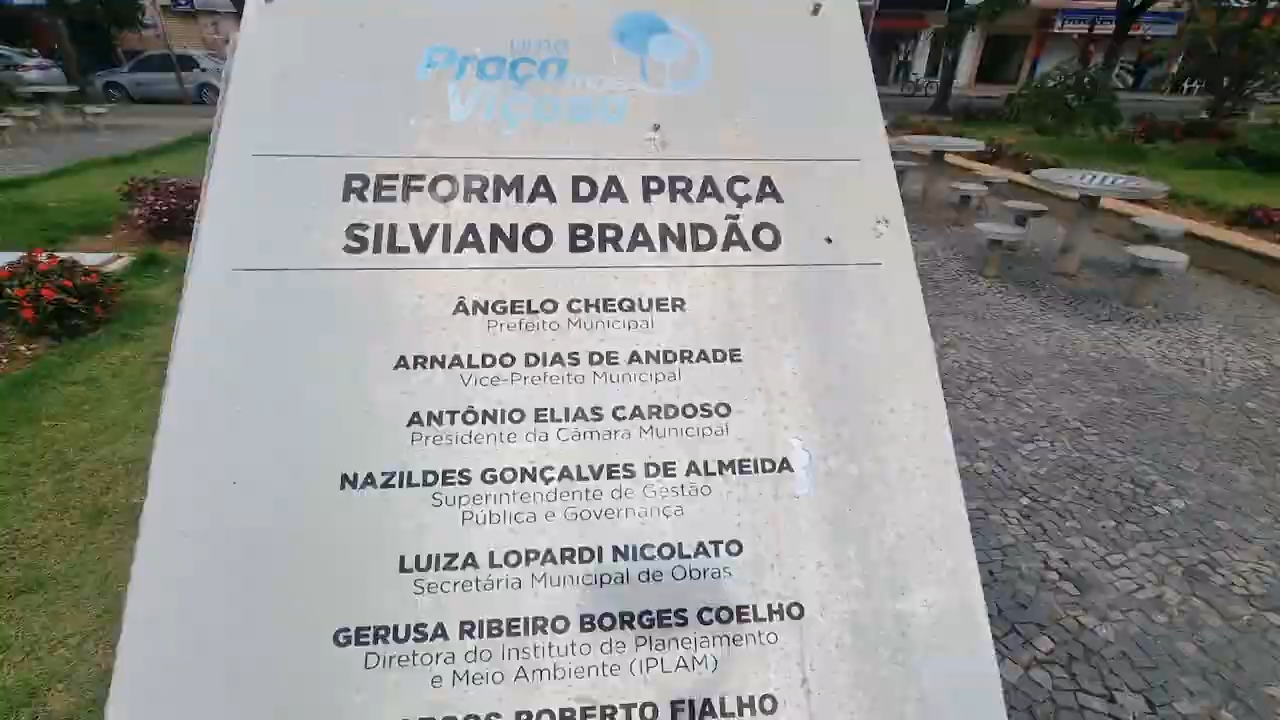 uma
Praça
Viçosa
REFORMA DA PRAÇA
SILVIANO BRANDÃO
ÂNGELO CHEQUER
Prefeito Municipal
ARNALDO DIAS DE ANDRADE
Vice-Prefeito Municipal
ANTÔNIO ELIAS CARDOSO
Presidente da Câmara Municipal
NAZILDES GONÇALVES DE ALMEIDA
Superintendente de Gestão
Pública e Governança
LUIZA LOPARDI NICOLATO
Secretária Municipal de Obras
GERUSA RIBEIRO BORGES COELHO
Diretora do Instituto de Planejamento
e Meio Ambiente (IPLAM)
ROBERTO FIALHO